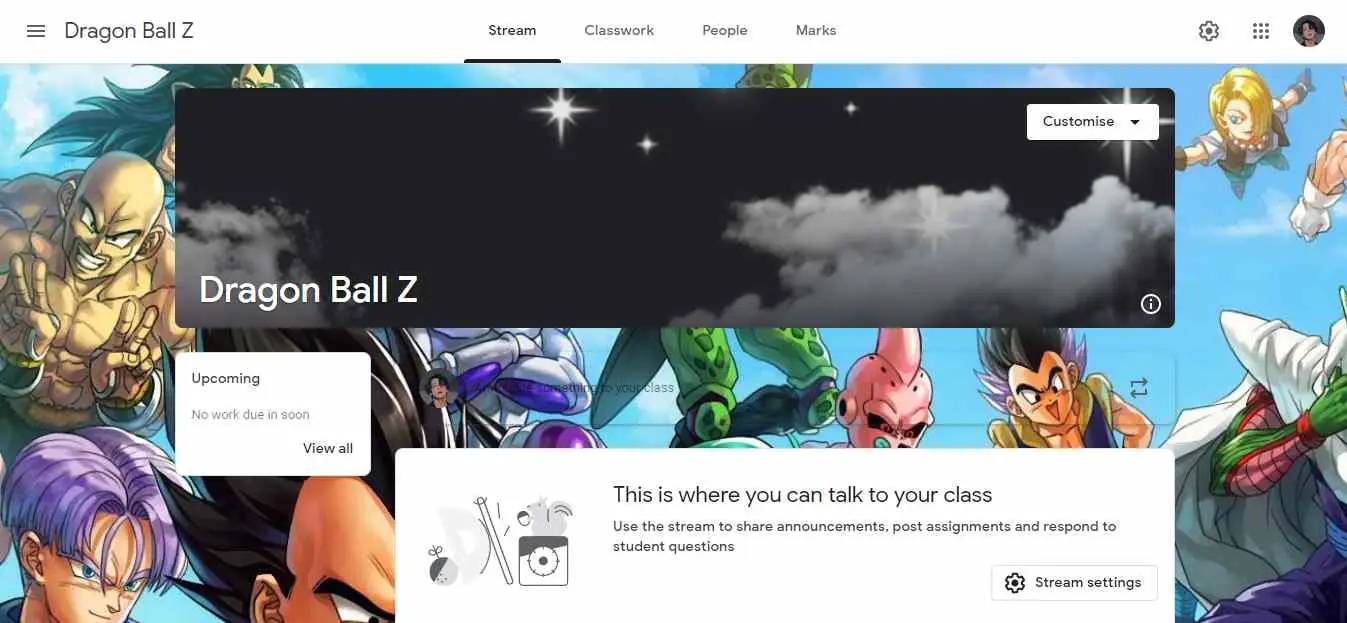 Dragon Ball Z
Stream
Classwork
People
Marks
Customise
Dragon Ball Z
Upcoming
No work due in soon
View all
something to your class
This is where you can talk to your class
Use the stream to share announcements, post assignments and respond to
student questions
Stream settings